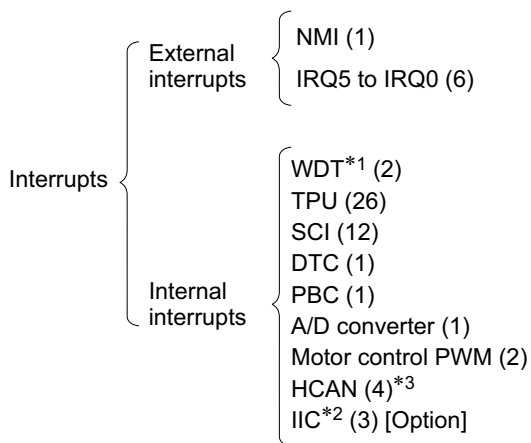 Interrupts
External
interrupts
NMI (1)
IRQ5 to IRQ0 (6)
Internal
interrupts
WDT*1 (2)
TPU (26)
SCI (12)
DTC (1)
PBC (1)
A/D converter (1)
Motor control PWM (2)
HCAN (4)*3
IIC*2 (3) [Option]